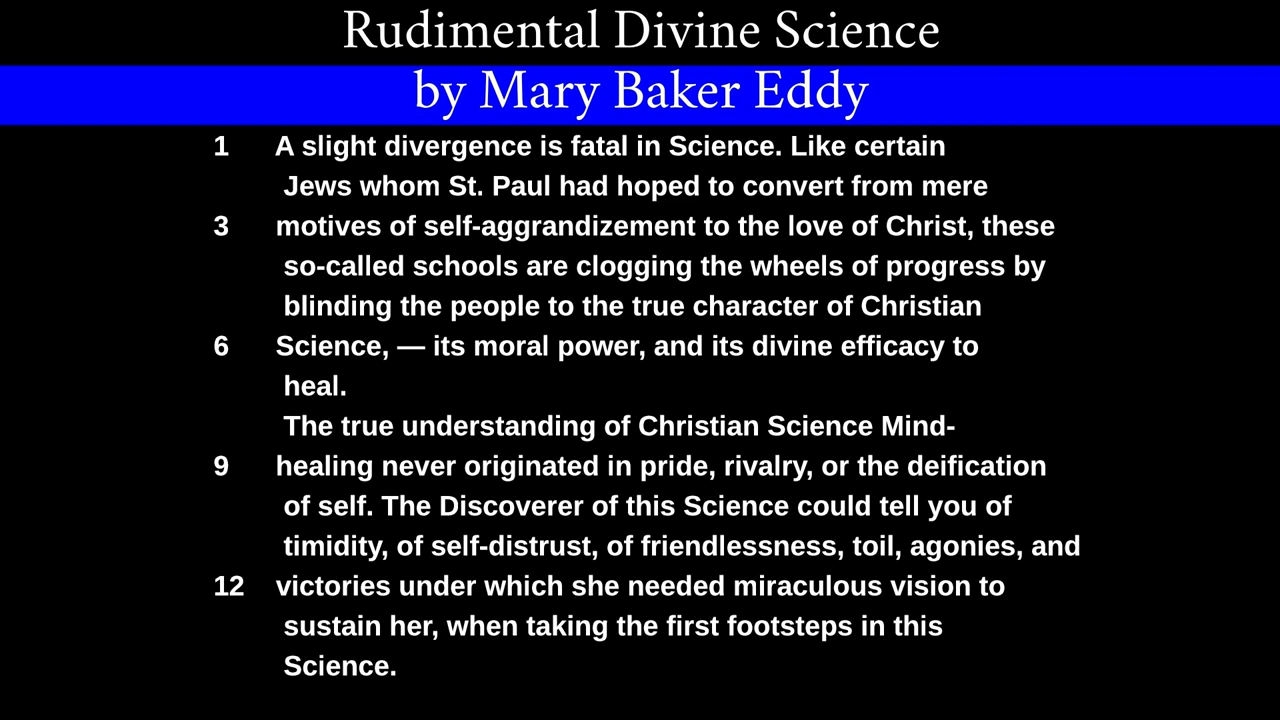 Rudimental Divine Science
by Mary Baker Eddy
1 A slight divergence is fatal in Science. Like certain
Jews whom St. Paul had hoped to convert from mere
3 motives of self-aggrandizement to the love of Christ, these
so-called schools are clogging the wheels of progress by
blinding the people to the true character of Christian
6 Science, — its moral power, and its divine efficacy to
heal.
The true understanding of Christian Science Mind-
9 healing never originated in pride, rivalry, or the deification
of self. The Discoverer of this Science could tell you of
timidity, of self-distrust, of friendlessness, toil, agonies, and
12 victories under which she needed miraculous vision to
sustain her, when taking the first footsteps in this
Science.